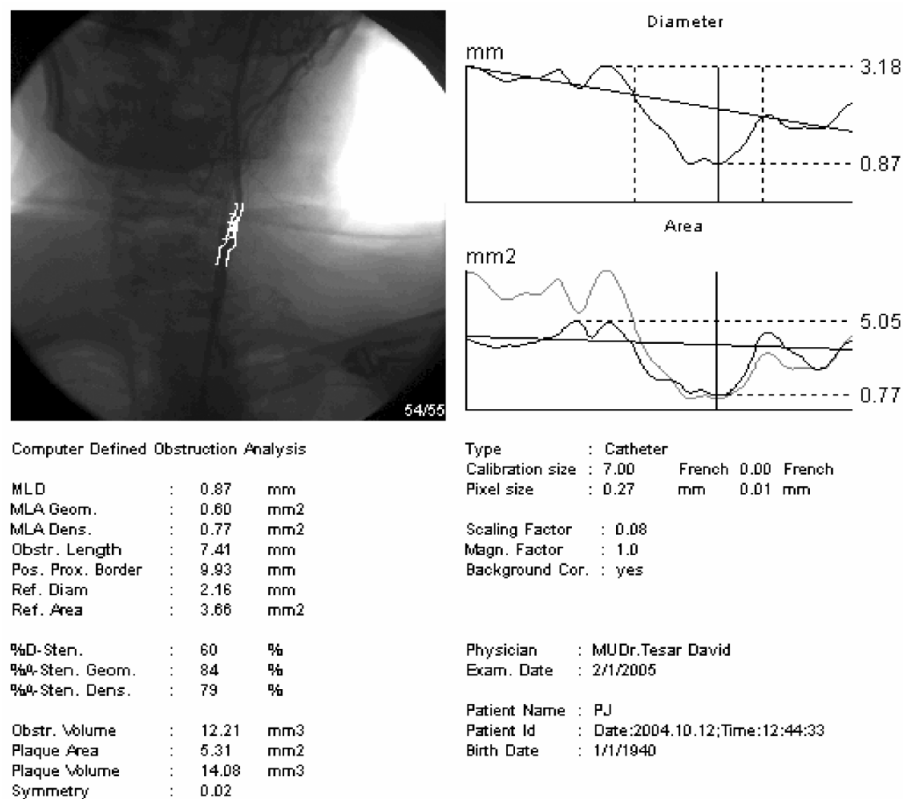 Diameter
mm
3.18
0.87
Area
mm2
5.05
0.77
54/55
Computer Defined Obstruction Analysis
MLD : 0.87 mm
MLA Geom. : 0.60 mm2
MLA Dens. : 0.77 mm2
Obstr. Length : 7.41 mm
Pos. Prox. Border : 9.93 mm
Ref. Diam : 2.16 mm
Ref. Area : 3.66 mm2
%D-Sten. : 60 %
%A-Sten. Geom. : 84 %
%A-Sten. Dens. : 79 %
Obstr. Volume : 12.21 mm3
Plaque Area : 5.31 mm2
Plaque Volume : 14.08 mm3
Symmetry : 0.02
Type : Catheter
Calibration size : 7.00 French 0.00 French
Pixel size : 0.27 mm 0.01 mm
Scaling Factor : 0.08
Magn. Factor : 1.0
Background Cor. : yes
Physician : MUDr.Tesar David
Exam. Date : 2/1/2005
Patient Name : PJ
Patient Id : Date:2004.10.12;Time:12:44:33
Birth Date : 1/1/1940